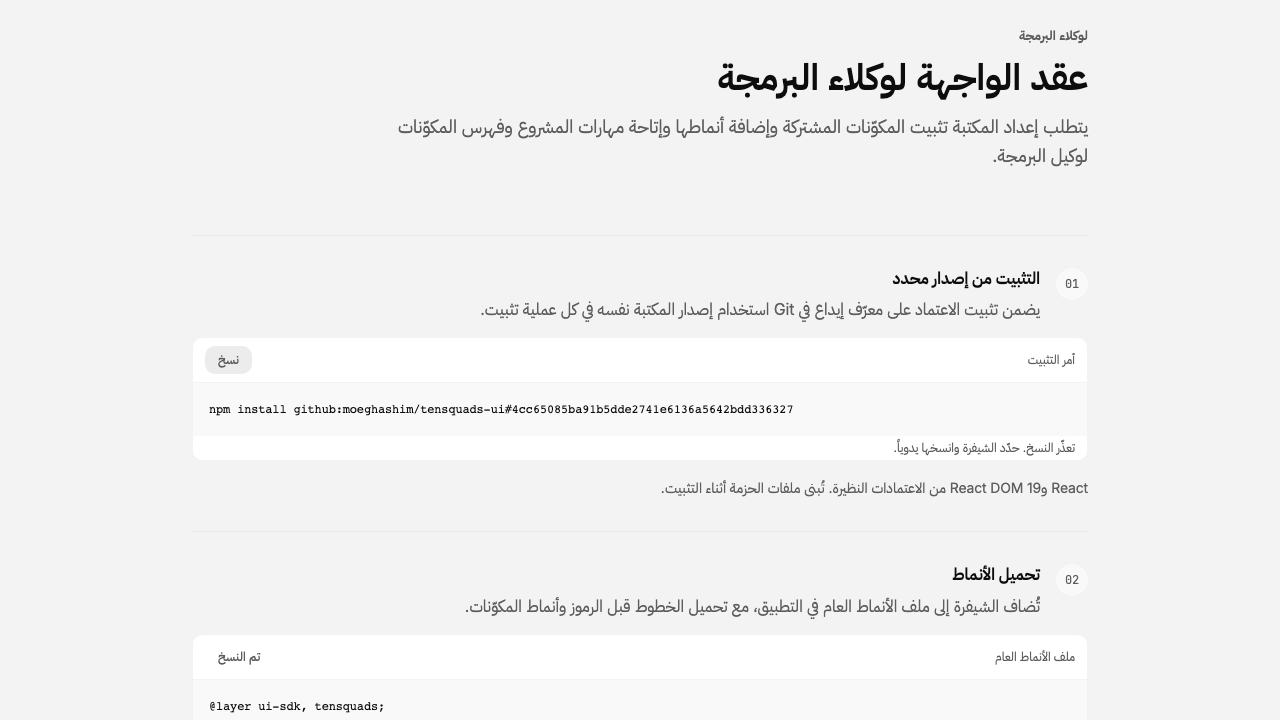 لوكلاء البرمجة
عقد الواجهة لوكلاء البرمجة
يتطلب إعداد المكتبة تثبيت المكوّنات المشتركة وإضافة أنماطها وإتاحة مهارات المشروع وفهرس المكوّنات
لوكيل البرمجة.
01
التثبيت من إصدار محدد
يضمن تثبيت الاعتماد على معرّف إيداع في Git استخدام إصدار المكتبة نفسه في كل عملية تثبيت.
أمر التثبيت
نسخ
npm install github:moeghashim/tensquads-ui#4cc65085ba91b5dde2741e6136a5642bdd336327
تعذّر النسخ. حدّد الشيفرة وانسخها يدوياً.
React وReact DOM 19 من الاعتمادات النظيرة. تُبنى ملفات الحزمة أثناء التثبيت.
02
تحميل الأنماط
تُضاف الشيفرة إلى ملف الأنماط العام في التطبيق، مع تحميل الخطوط قبل الرموز وأنماط المكوّنات.
ملف الأنماط العام
تم النسخ
@layer ui-sdk, tensquads;